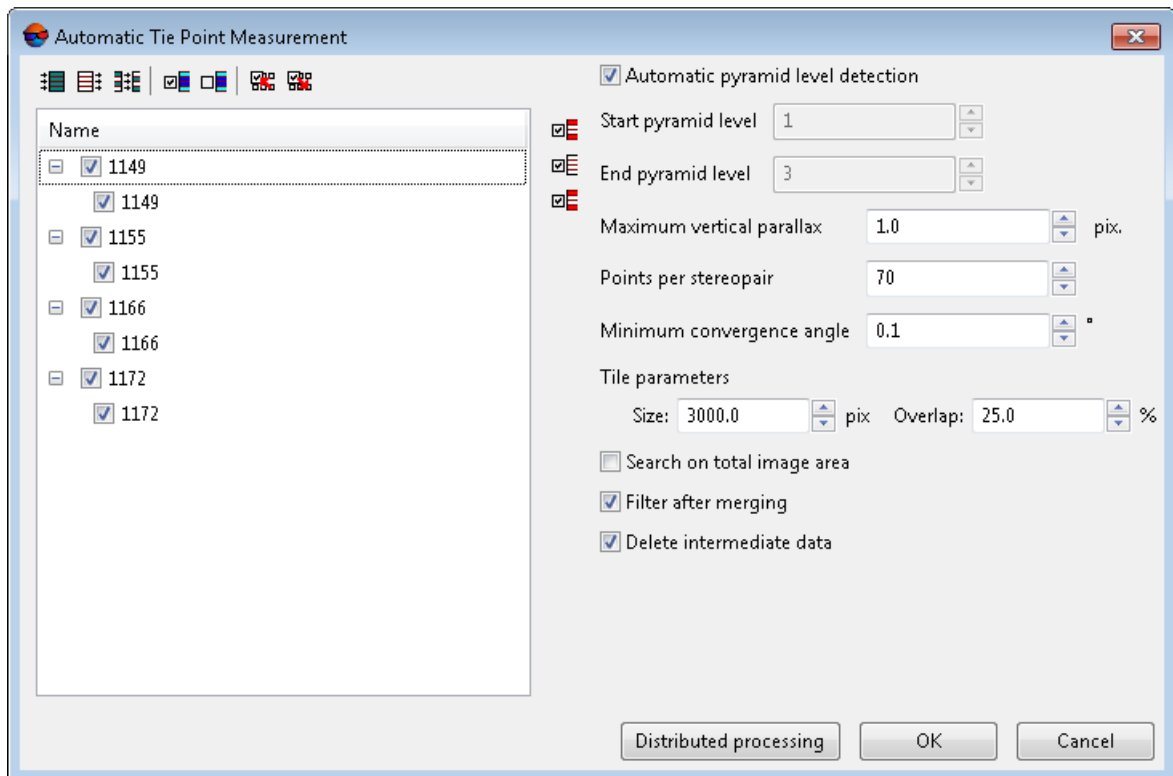 Automatic Tie Point Measurement
Name
1149
1149
1155
1155
1166
1166
1172
1172
Automatic pyramid level detection
Start pyramid level 1
End pyramid level 3
Maximum vertical parallax 1.0 pix.
Points per stereopair 70
Minimum convergence angle 0.1 °
Tile parameters
Size: 3000.0 pix Overlap: 25.0 %
Search on total image area
Filter after merging
Delete intermediate data
Distributed processing OK Cancel